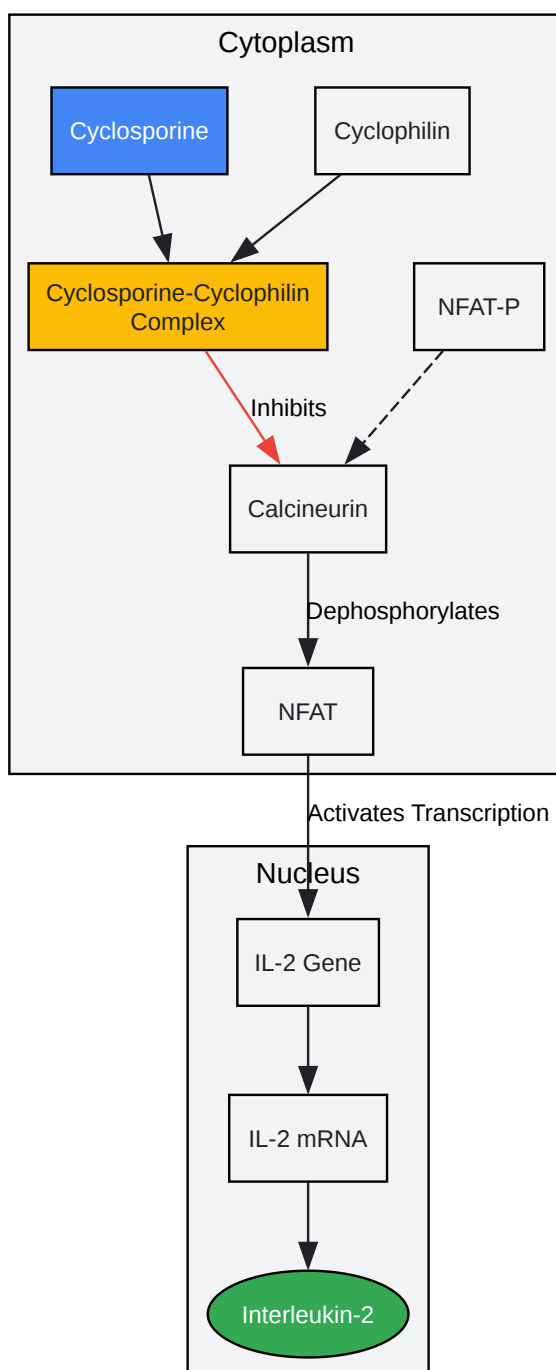 Cytoplasm
Cyclosporine
Cyclophilin
Cyclosporine-Cyclophilin
Complex
NFAT-P
Inhibits
Calcineurin
Dephosphorylates
NFAT
Activates Transcription
Nucleus
IL-2 Gene
IL-2 mRNA
Interleukin-2